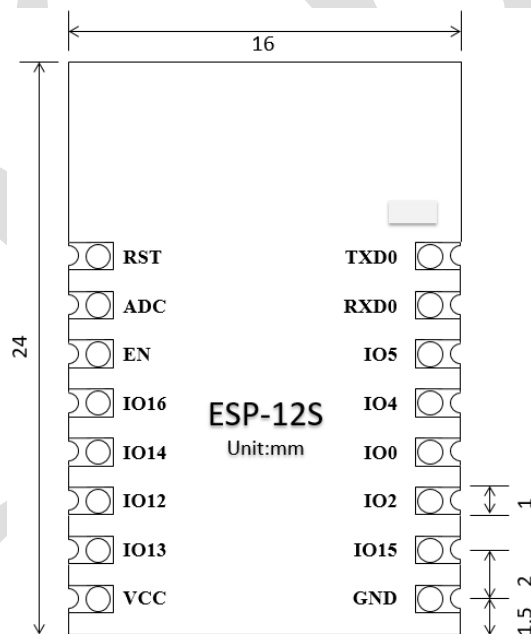 16
24
RST TXD0
ADC RXD0
EN IO5
IO16 IO4
ESP-12S
Unit:mm
IO14 IO0
IO12 IO2
1
IO13 IO15
2
VCC GND
1.5